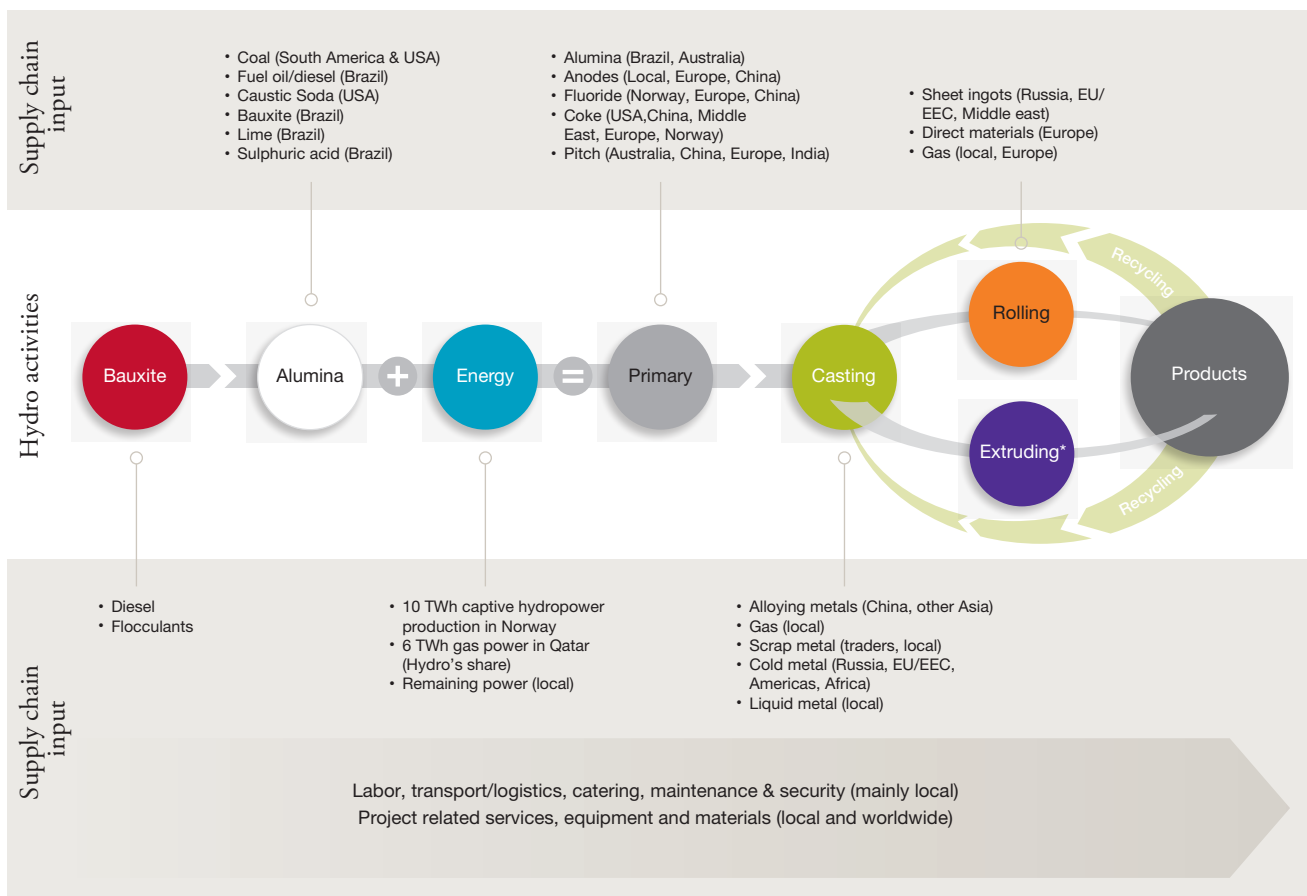 Supply chain
input
• Coal (South America & USA)
• Fuel oil/diesel (Brazil)
• Caustic Soda (USA)
• Bauxite (Brazil)
• Lime (Brazil)
• Sulphuric acid (Brazil)
• Alumina (Brazil, Australia)
• Anodes (Local, Europe, China)
• Fluoride (Norway, Europe, China)
• Coke (USA,China, Middle
East, Europe, Norway)
• Pitch (Australia, China, Europe, India)
• Sheet ingots (Russia, EU/
EEC, Middle east)
• Direct materials (Europe)
• Gas (local, Europe)
Hydro activities
Bauxite
Alumina
+
Energy
=
Primary
Casting
Rolling
Extruding*
Recycling
Recycling
Products
Supply chain
input
• Diesel
• Flocculants
• 10 TWh captive hydropower
production in Norway
• 6 TWh gas power in Qatar
(Hydro's share)
• Remaining power (local)
• Alloying metals (China, other Asia)
• Gas (local)
• Scrap metal (traders, local)
• Cold metal (Russia, EU/EEC,
Americas, Africa)
• Liquid metal (local)
Labor, transport/logistics, catering, maintenance & security (mainly local)
Project related services, equipment and materials (local and worldwide)